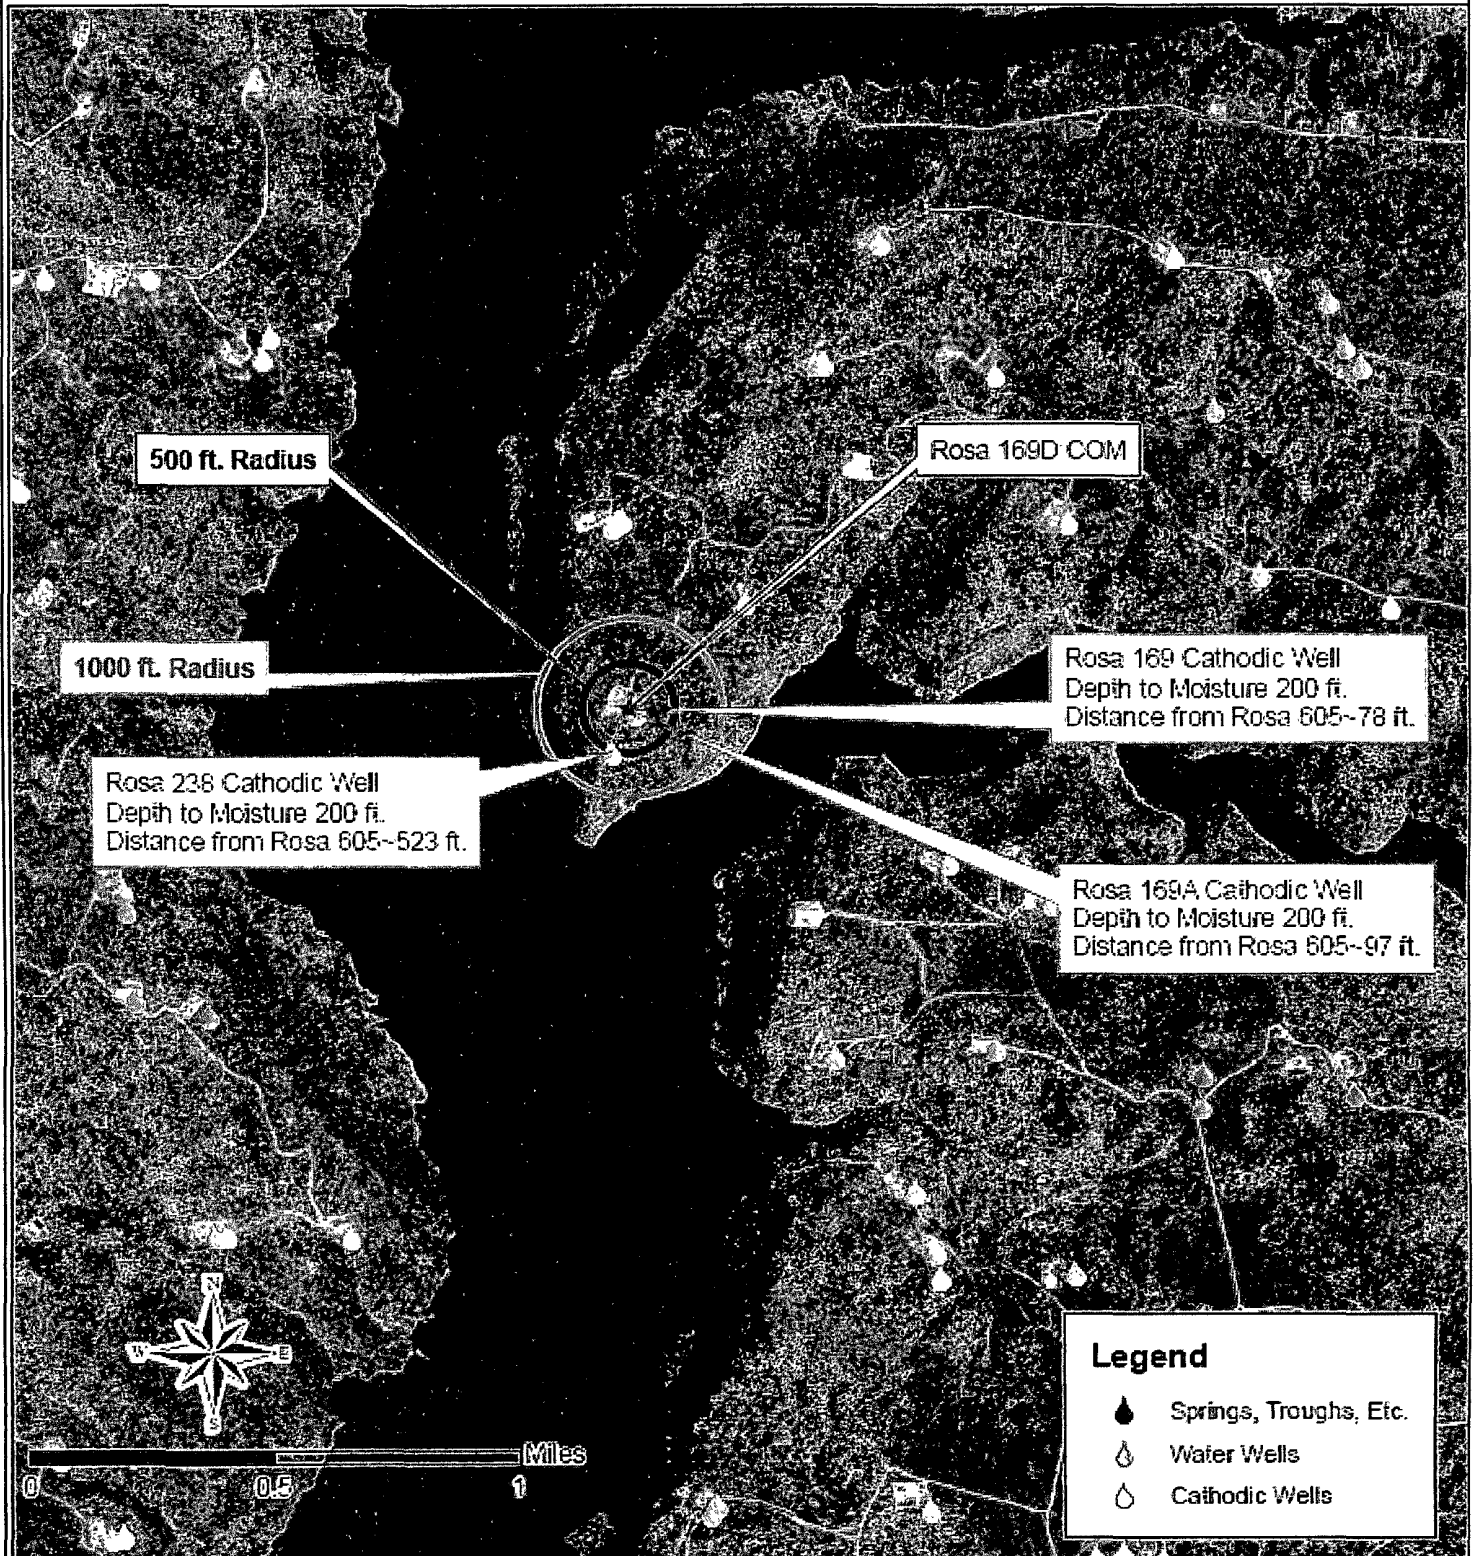 500 ft. Radius
Rosa 169D COM
1000 ft. Radius
Rosa 169 Cathodic Well
Depth to Moisture 200 ft.
Distance from Rosa 605~78 ft.
Rosa 238 Cathodic Well
Depth to Moisture 200 ft.
Distance from Rosa 605~523 ft.
Rosa 169A Cathodic Well
Depth to Moisture 200 ft.
Distance from Rosa 605~97 ft.
N
W
E
S
Miles
0
0.5
1
Legend
Springs, Troughs, Etc.
Water Wells
Cathodic Wells